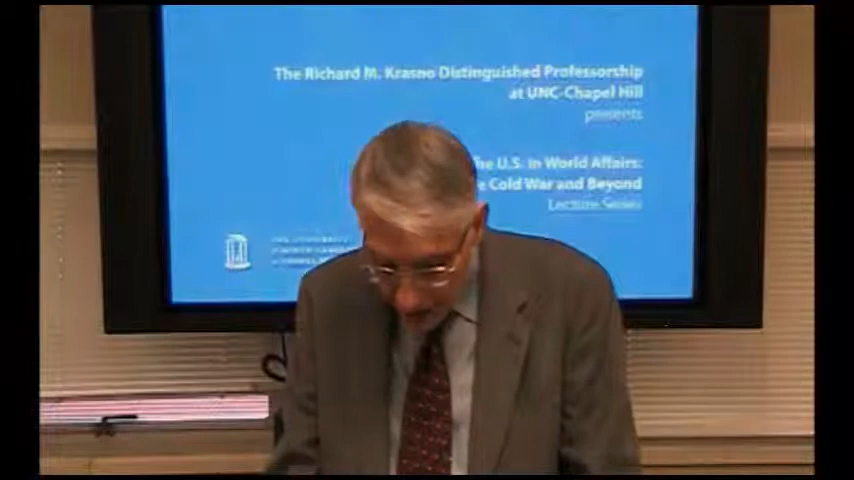 The Richard M. Krasno Distinguished Professorship
at UNC-Chapel Hill
presents
The U.S. in World Affairs:
Cold War and Beyond
Lecture Series